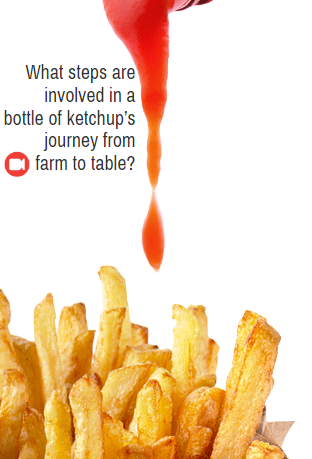 What steps are
involved in a
bottle of ketchup’s
journey from
farm to table?